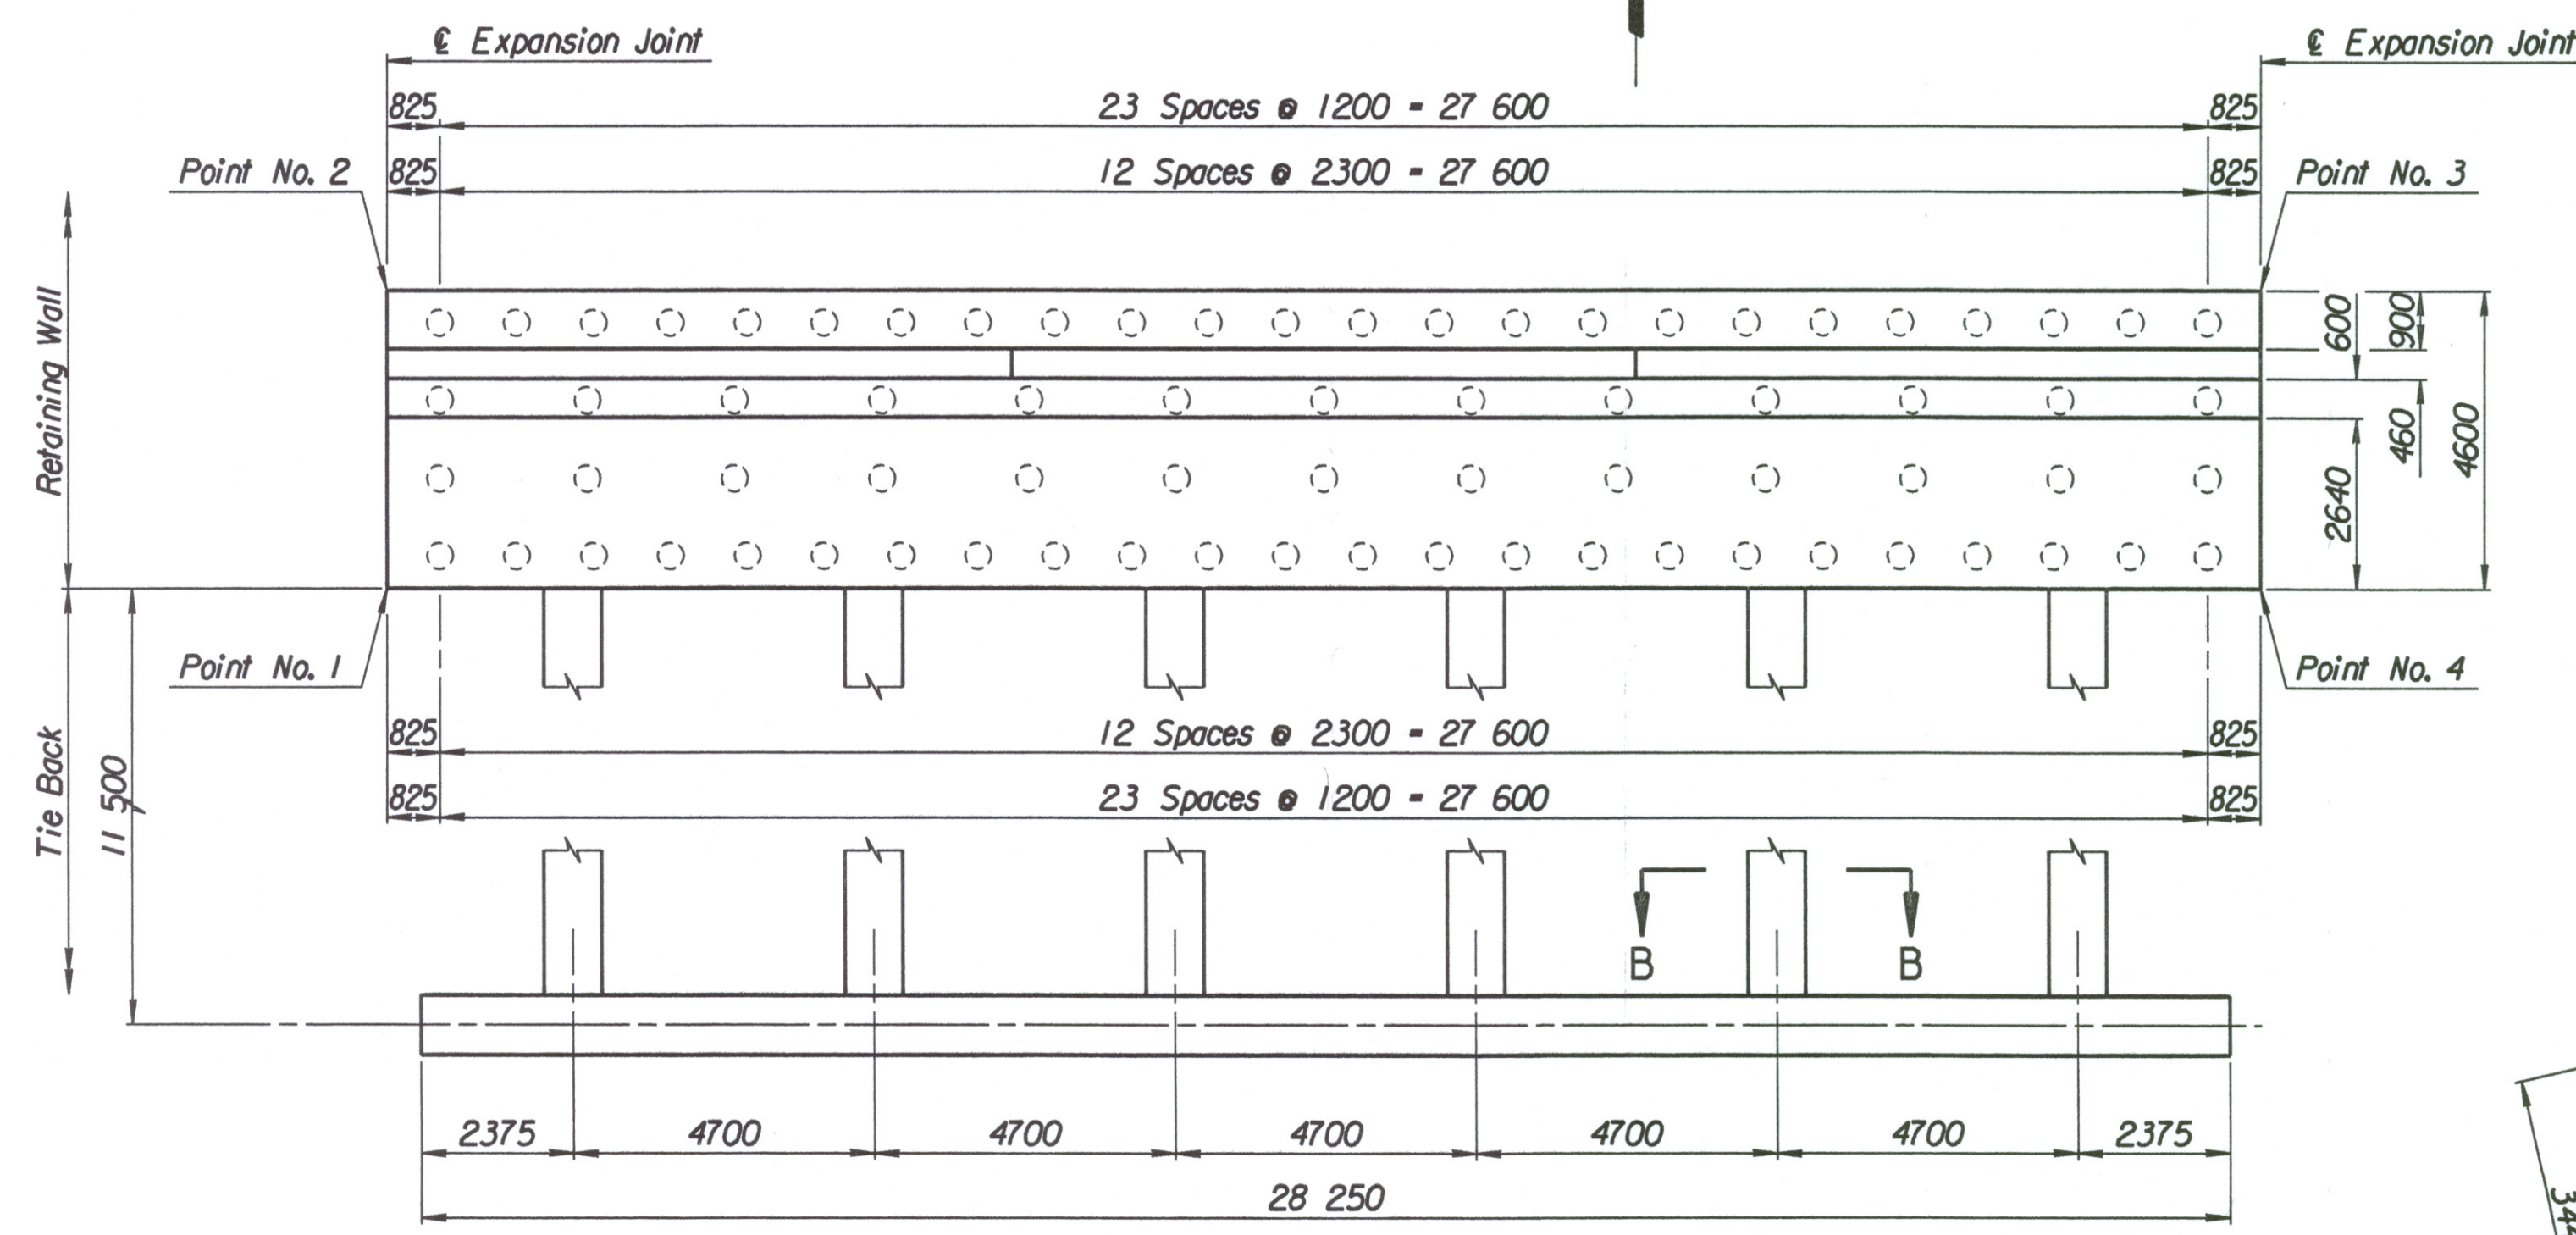 ℄ Expansion Joint
℄ Expansion Joint
825
23 Spaces @ 1200 = 27 600
825
Point No. 2
825
12 Spaces @ 2300 = 27 600
825
Point No. 3
Retaining Wall
600
900
460
4600
2640
Point No. 1
Point No. 4
Tie Back
11 500
825
12 Spaces @ 2300 = 27 600
825
825
23 Spaces @ 1200 = 27 600
825
B
B
2375
4700
4700
4700
4700
4700
2375
28 250